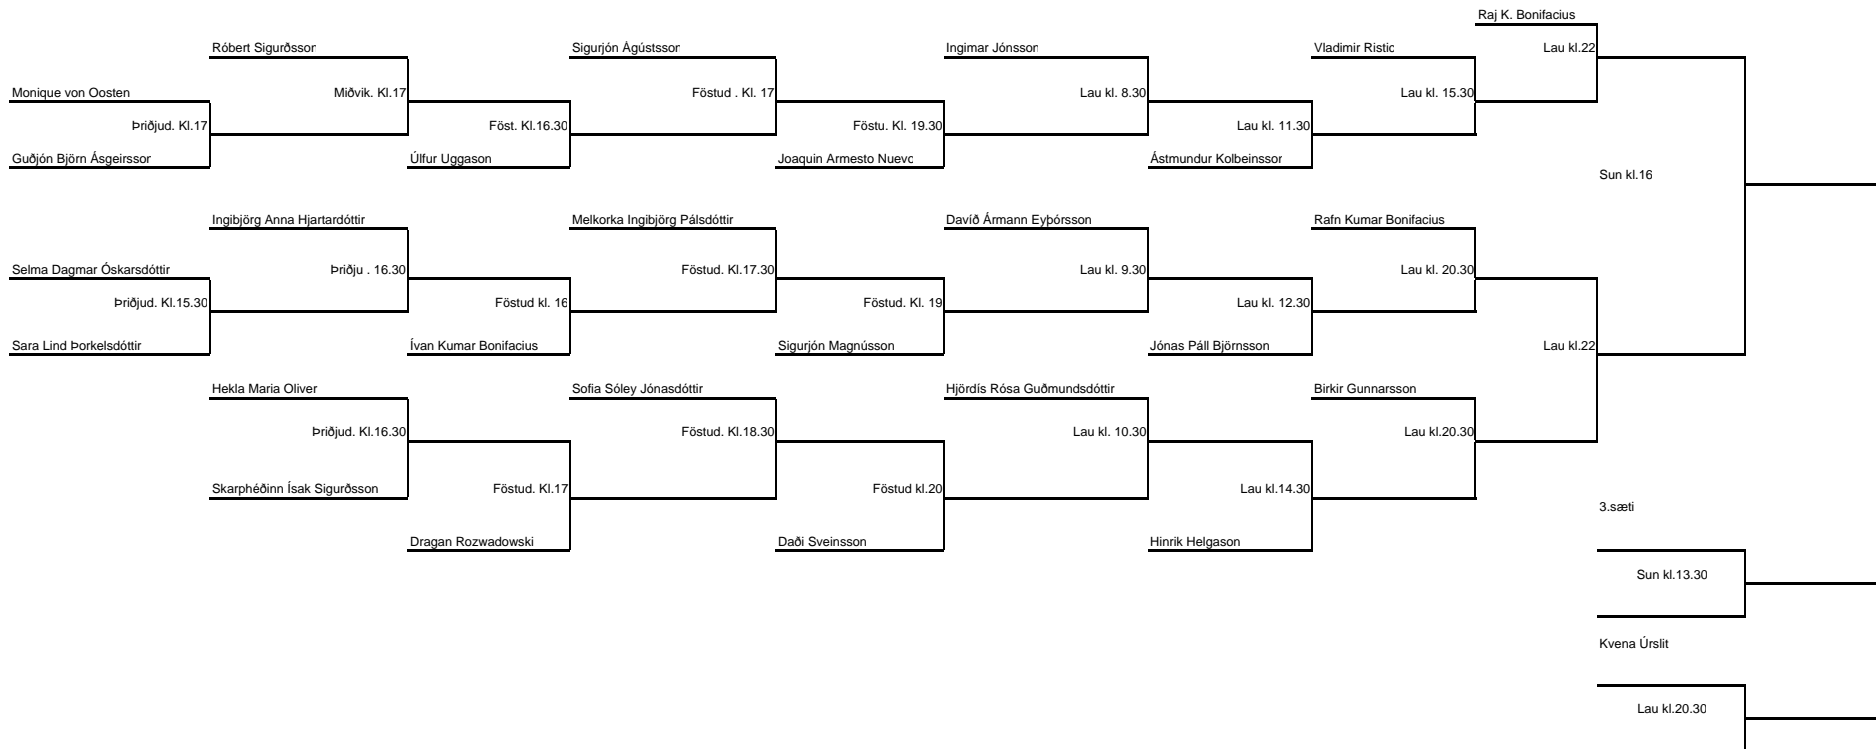 Raj K. Bonifacius
Róbert Sigurðsson
Sigurjón Ágústsson
Ingimar Jónsson
Vladimir Ristic
Lau kl.22
Monique von Oosten
Miðvik. Kl.17
Föstud . Kl. 17
Lau kl. 8.30
Lau kl. 15.30
Þriðjud. Kl.17
Föst. Kl.16.30
Föstu. Kl. 19.30
Lau kl. 11.30
Guðjón Björn Ásgeirsson
Úlfur Uggason
Joaquin Armesto Nuevo
Ástmundur Kolbeinsson
Sun kl.16
Ingibjörg Anna Hjartardóttir
Melkorka Ingibjörg Pálsdóttir
Davíð Ármann Eyþórsson
Rafn Kumar Bonifacius
Selma Dagmar Óskarsdóttir
Þriðju . 16.30
Föstud. Kl.17.30
Lau kl. 9.30
Lau kl. 20.30
Þriðjud. Kl.15.30
Föstud kl. 16
Föstud. Kl. 19
Lau kl. 12.30
Sara Lind Þorkelsdóttir
Ívan Kumar Bonifacius
Sigurjón Magnússon
Jónas Páll Björnsson
Lau kl.22
Hekla Maria Oliver
Sofia Sóley Jónasdóttir
Hjördís Rósa Guðmundsdóttir
Birkir Gunnarsson
Þriðjud. Kl.16.30
Föstud. Kl.18.30
Lau kl. 10.30
Lau kl.20.30
Skarphéðinn Ísak Sigurðsson
Föstud. Kl.17
Föstud kl.20
Lau kl.14.30
3.sæti
Dragan Rozwadowski
Daði Sveinsson
Hinrik Helgason
Sun kl.13.30
Kvena Úrslit
Lau kl.20.30